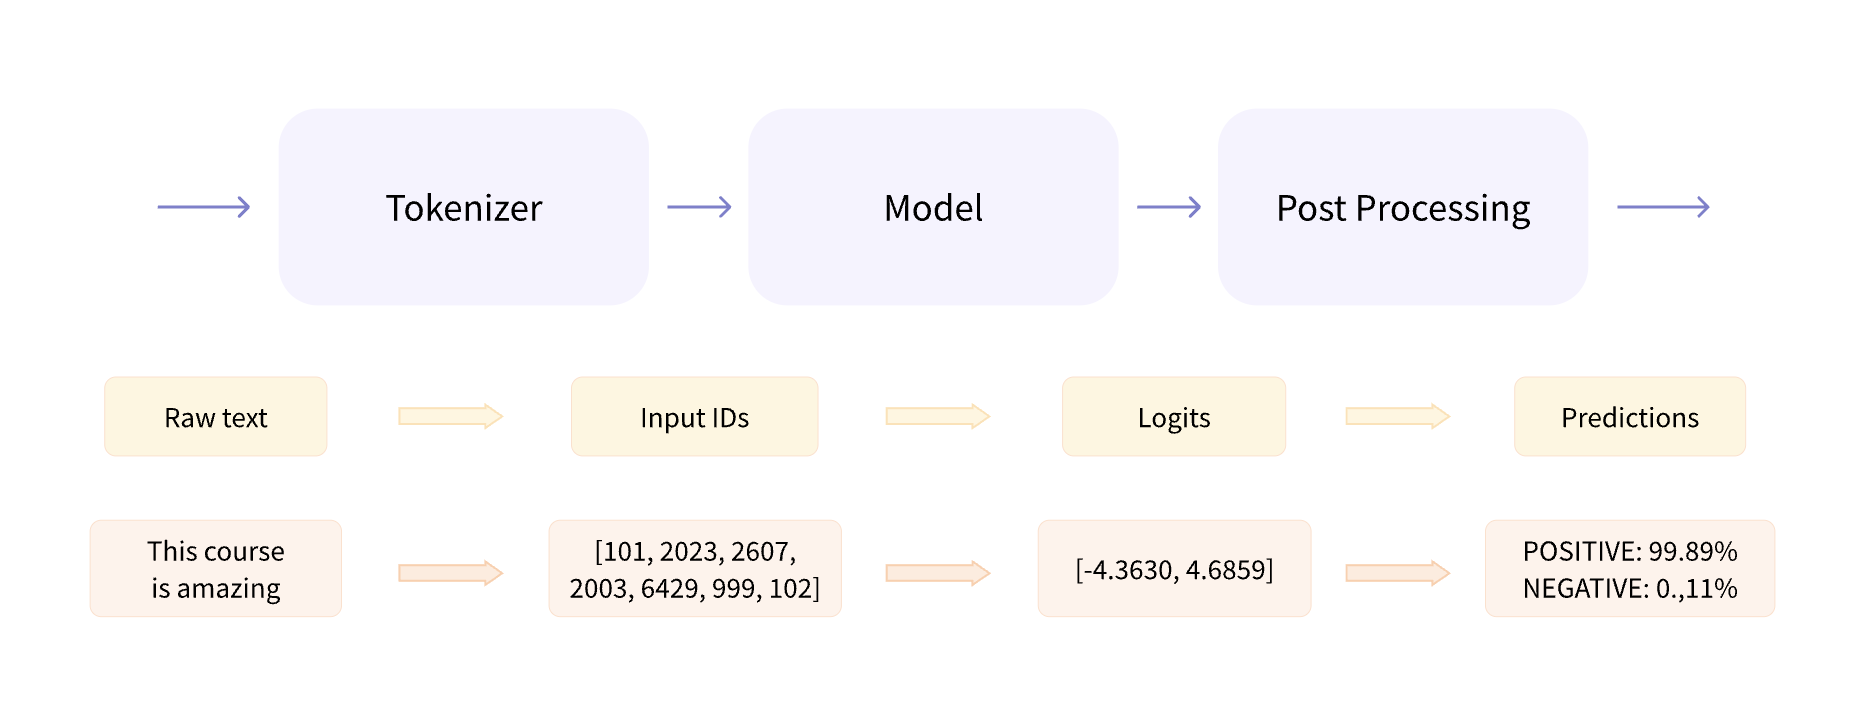 Tokenizer
Model
Post Processing
Raw text
Input IDs
Logits
Predictions
This course
is amazing
[101, 2023, 2607,
2003, 6429, 999, 102]
[-4.3630, 4.6859]
POSITIVE: 99.89%
NEGATIVE: 0.,11%